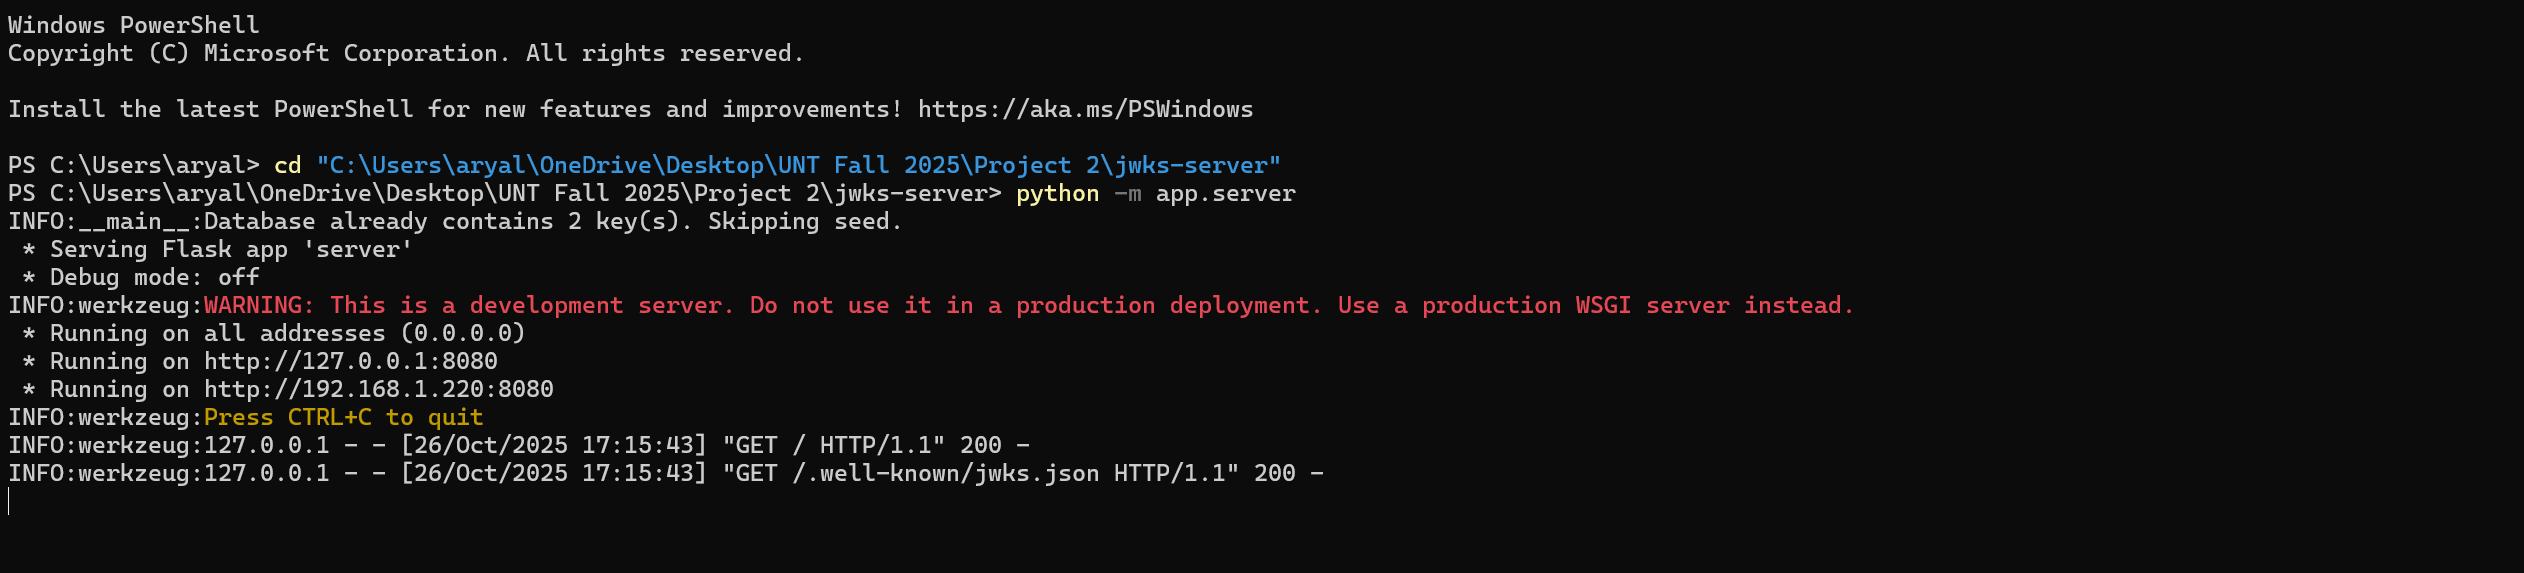 Windows PowerShell
Copyright (C) Microsoft Corporation. All rights reserved.
Install the latest PowerShell for new features and improvements! https://aka.ms/PSWindows
PS C:\Users\aryal> cd "C:\Users\aryal\OneDrive\Desktop\UNT Fall 2025\Project 2\jwks-server"
PS C:\Users\aryal\OneDrive\Desktop\UNT Fall 2025\Project 2\jwks-server> python -m app.server
INFO:__main__:Database already contains 2 key(s). Skipping seed.
 * Serving Flask app 'server'
 * Debug mode: off
INFO:werkzeug:WARNING: This is a development server. Do not use it in a production deployment. Use a production WSGI server instead.
 * Running on all addresses (0.0.0.0)
 * Running on http://127.0.0.1:8080
 * Running on http://192.168.1.220:8080
INFO:werkzeug:Press CTRL+C to quit
INFO:werkzeug:127.0.0.1 - - [26/Oct/2025 17:15:43] "GET / HTTP/1.1" 200 -
INFO:werkzeug:127.0.0.1 - - [26/Oct/2025 17:15:43] "GET /.well-known/jwks.json HTTP/1.1" 200 -